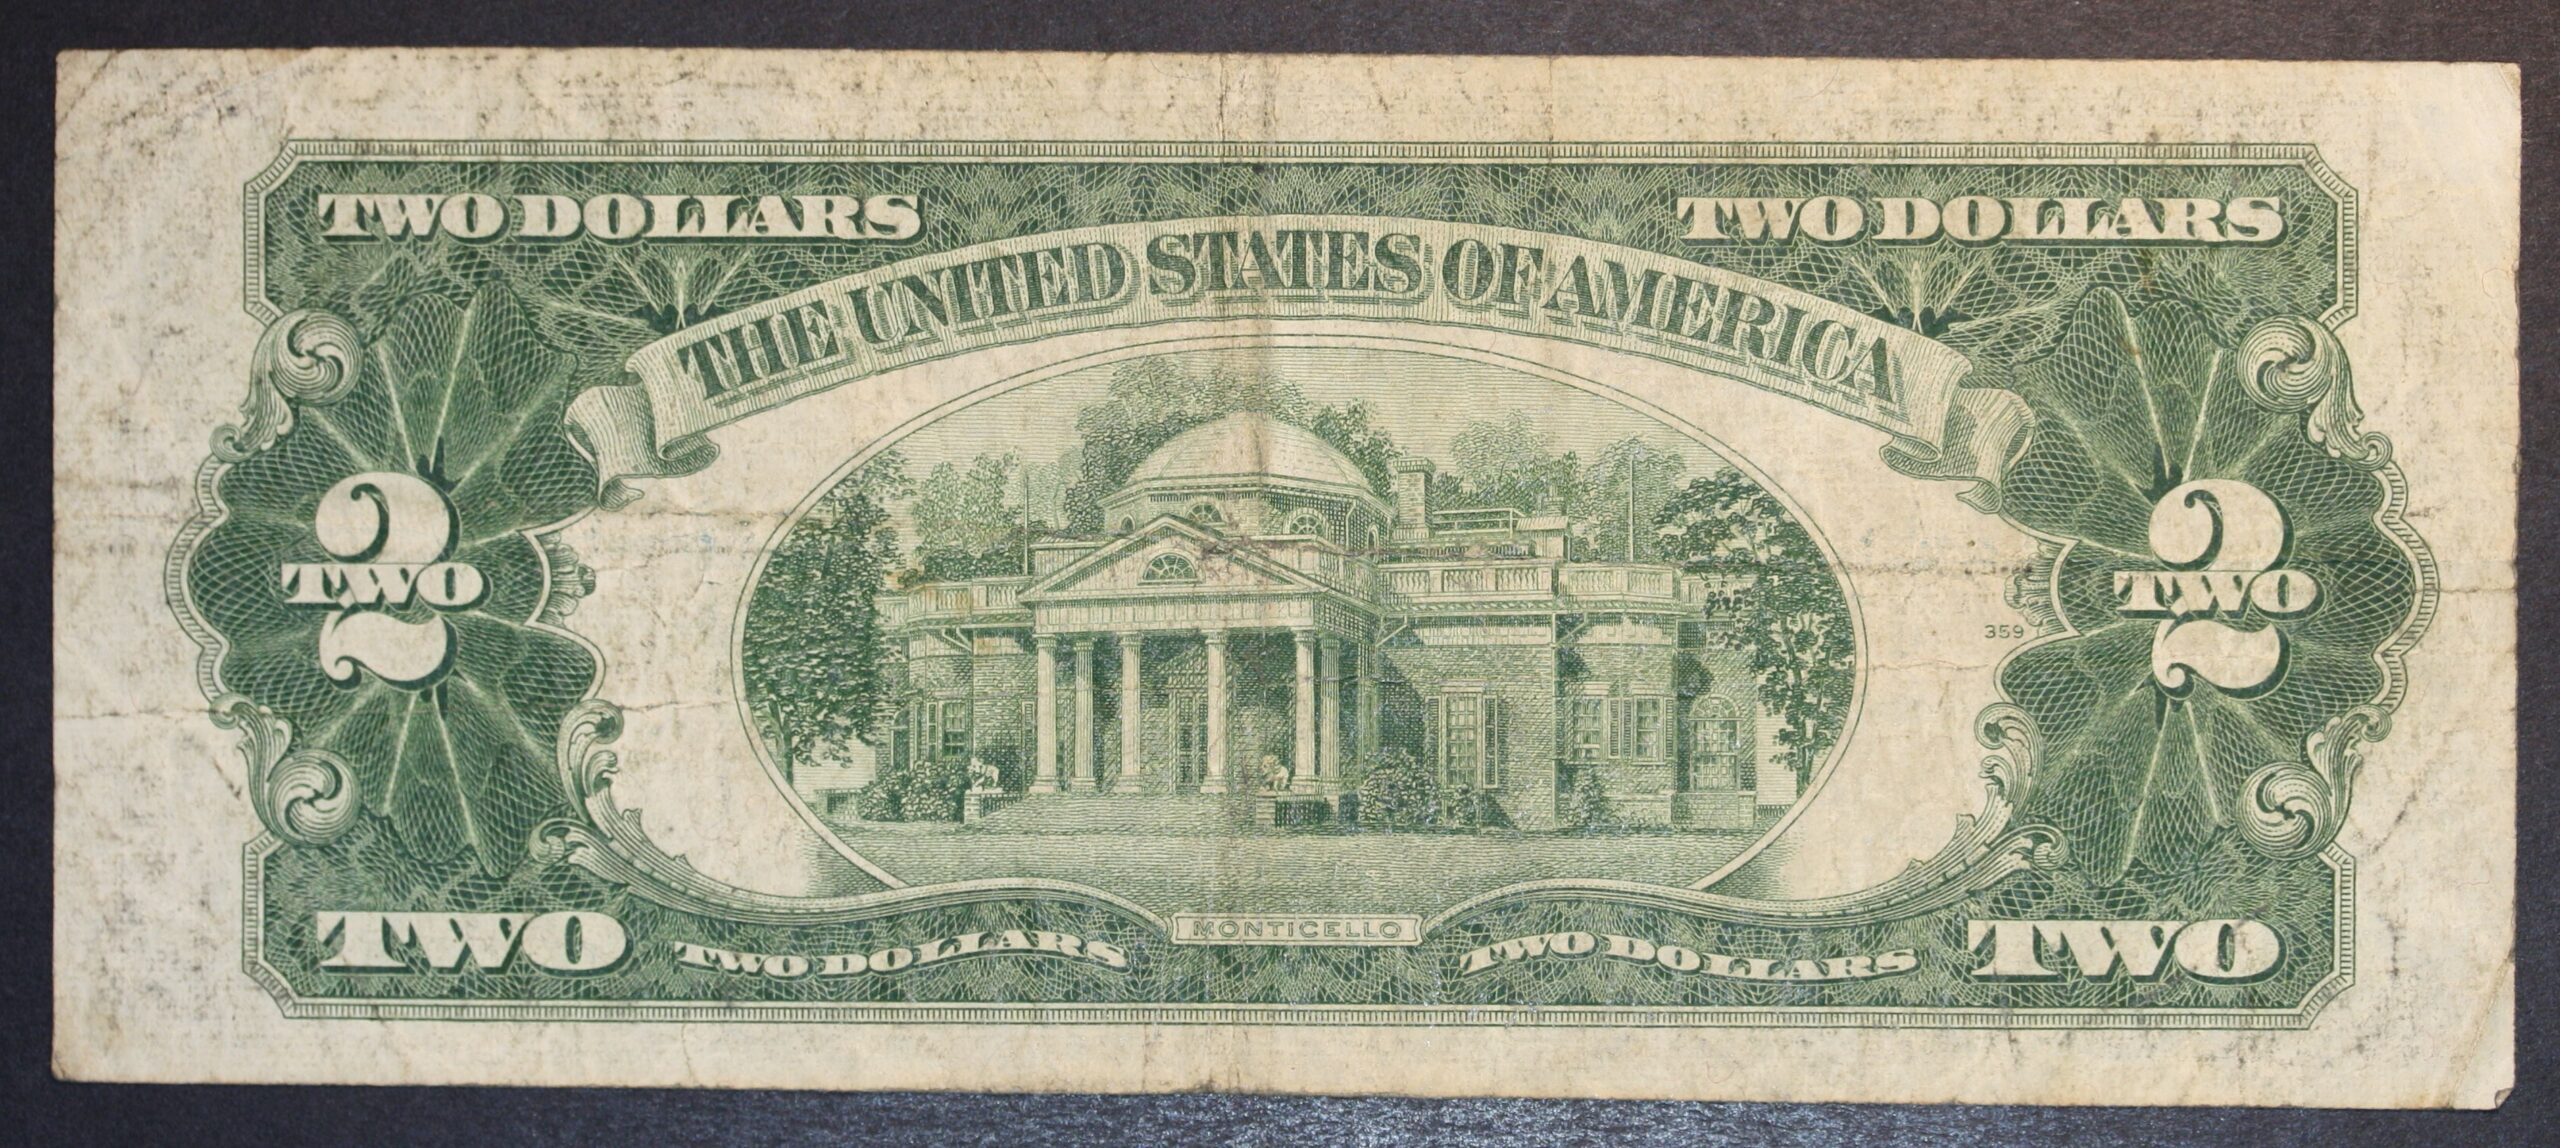 TWO DOLLARS
TWO DOLLARS
THE UNITED STATES OF AMERICA
2
TWO
2
TWO
359
TWO
TWO DOLLARS
MONTICELLO
TWO DOLLARS
TWO